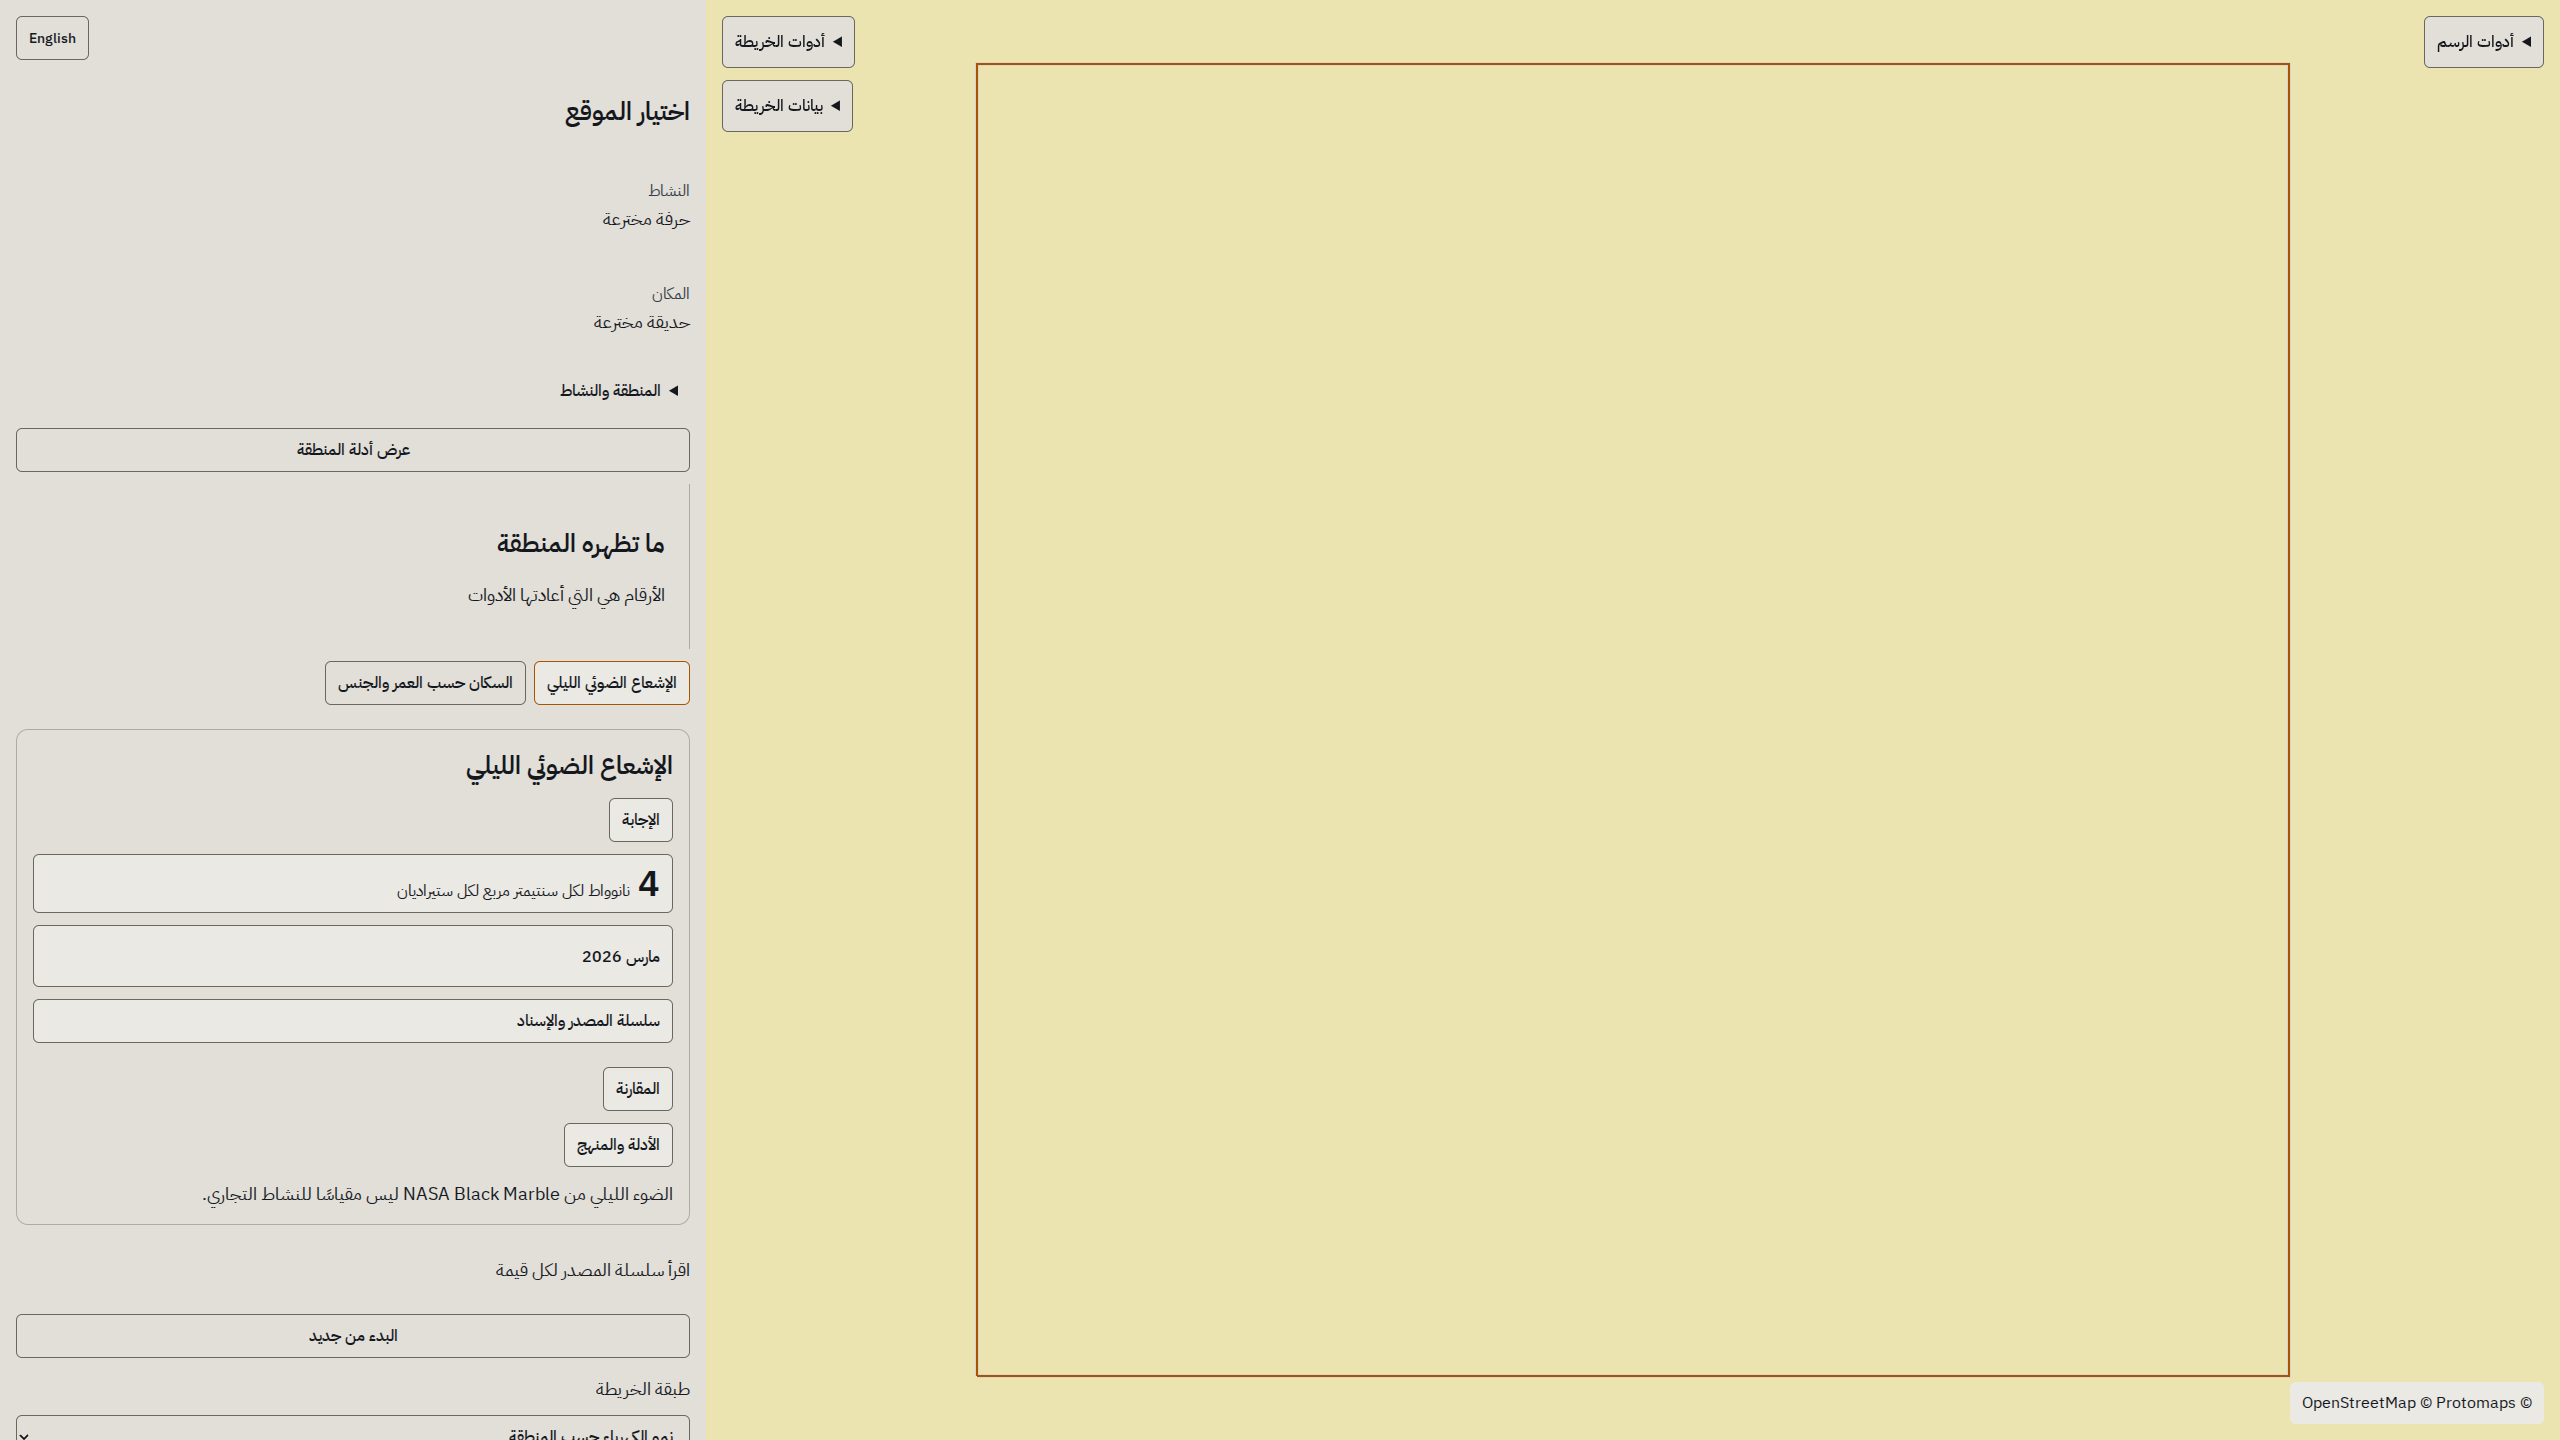 English
اختيار الموقع
النشاط
حرفة مخترعة
المكان
حديقة مخترعة
المنطقة والنشاط
عرض أدلة المنطقة
ما تظهره المنطقة
الأرقام هي التي أعادتها الأدوات
الإشعاع الضوئي الليلي
السكان حسب العمر والجنس
الإشعاع الضوئي الليلي
الإجابة
4 نانوواط لكل سنتيمتر مربع لكل ستيراديان
مارس 2026
سلسلة المصدر والإسناد
المقارنة
الأدلة والمنهج
الضوء الليلي من NASA Black Marble ليس مقياسًا للنشاط التجاري.
اقرأ سلسلة المصدر لكل قيمة
البدء من جديد
طبقة الخريطة
نمو الكهرباء حسب المنطقة
أدوات الخريطة
بيانات الخريطة
أدوات الرسم
OpenStreetMap © Protomaps ©